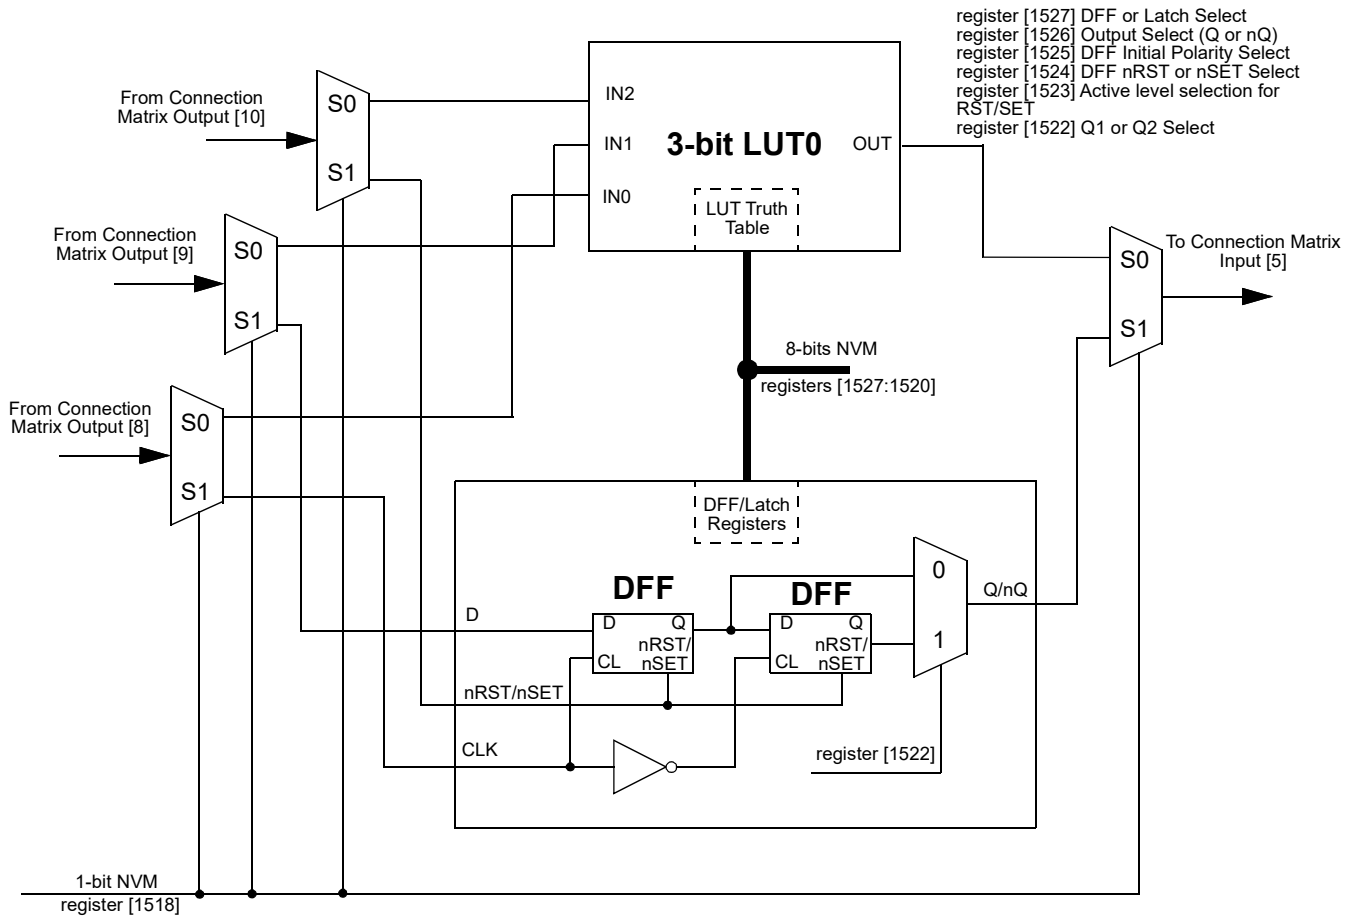 register [1527] DFF or Latch Select
register [1526] Output Select (Q or nQ)
register [1525] DFF Initial Polarity Select
register [1524] DFF nRST or nSET Select
register [1523] Active level selection for
RST/SET
register [1522] Q1 or Q2 Select
From Connection
Matrix Output [10]
S0
S1
IN2
IN1
IN0
3-bit LUT0
OUT
LUT Truth
Table
From Connection
Matrix Output [9]
S0
S1
To Connection Matrix
Input [5]
S0
S1
8-bits NVM
registers [1527:1520]
From Connection
Matrix Output [8]
S0
S1
DFF/Latch
Registers
DFF
DFF
D
D
Q
nRST/
nSET
CL
D
Q
nRST/
nSET
CL
0
1
Q/nQ
nRST/nSET
CLK
register [1522]
1-bit NVM
register [1518]